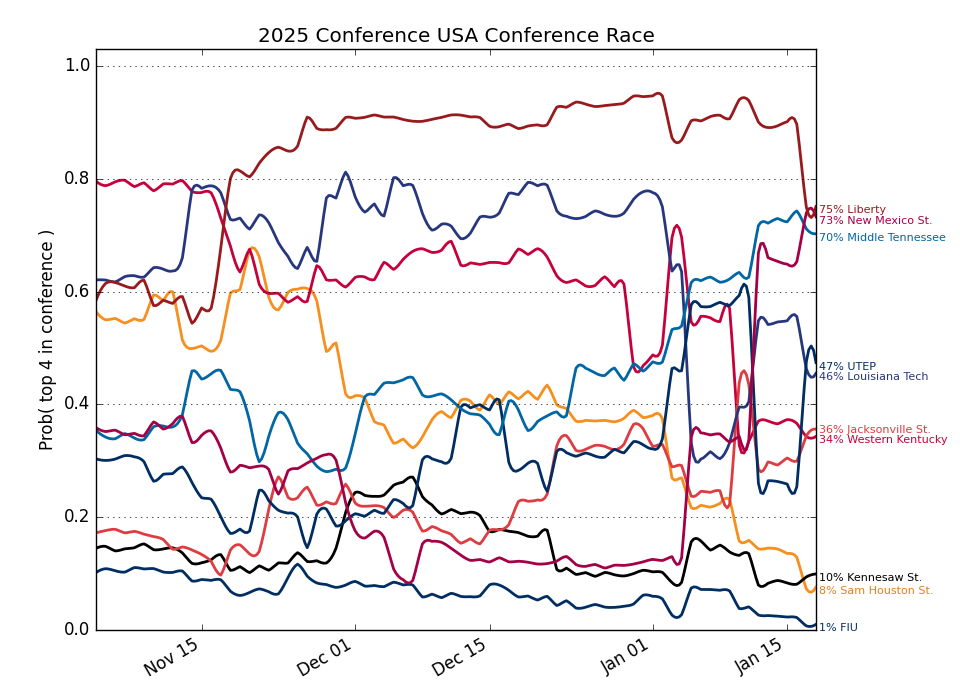 2025 Conference USA Conference Race
Prob( top 4 in conference )
1.0
0.8
0.6
0.4
0.2
0.0
Nov 15
Dec 01
Dec 15
Jan 01
Jan 15
75% Liberty
73% New Mexico St.
70% Middle Tennessee
47% UTEP
46% Louisiana Tech
36% Jacksonville St.
34% Western Kentucky
10% Kennesaw St.
8% Sam Houston St.
1% FIU